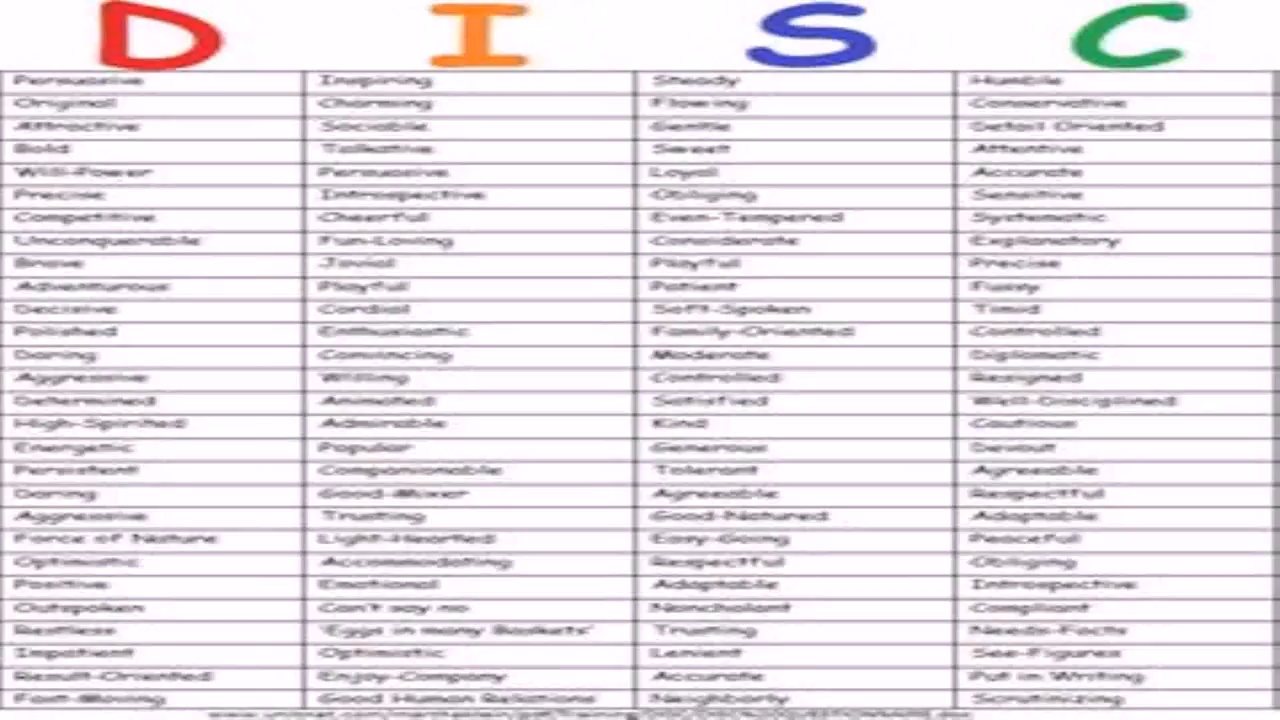 D I S C
Persuasive Inspiring Steady Humble
Original Charming Flowing Conservative
Attractive Sociable Gentle Detail Oriented
Bold Talkative Sweet Attentive
Will-Power Persuasive Loyal Accurate
Precise Introspective Obliging Sensitive
Competitive Cheerful Even-Tempered Systematic
Unconquerable Fun-Loving Considerate Explanatory
Brave Jovial Playful Precise
Adventurous Playful Patient Fussy
Decisive Cordial Soft-Spoken Timid
Polished Enthusiastic Family-Oriented Controlled
Daring Convincing Moderate Diplomatic
Aggressive Willing Controlled Resigned
Determined Animated Satisfied Well-Disciplined
High-Spirited Admirable Kind Cautious
Energetic Popular Generous Devout
Persistent Companionable Tolerant Agreeable
Daring Good-Mixer Agreeable Respectful
Aggressive Trusting Good-Natured Adaptable
Force of Nature Light-Hearted Easy-Going Peaceful
Optimistic Accommodating Respectful Obliging
Positive Emotional Adaptable Introspective
Outspoken Can't say no Nonchalant Compliant
Restless 'Eggs in many Baskets' Trusting Needs-Facts
Impatient Optimistic Lenient See-Figures
Result-Oriented Enjoy-Company Accurate Put in Writing
Fast-Moving Good Human Relations Neighborly Scrutinizing